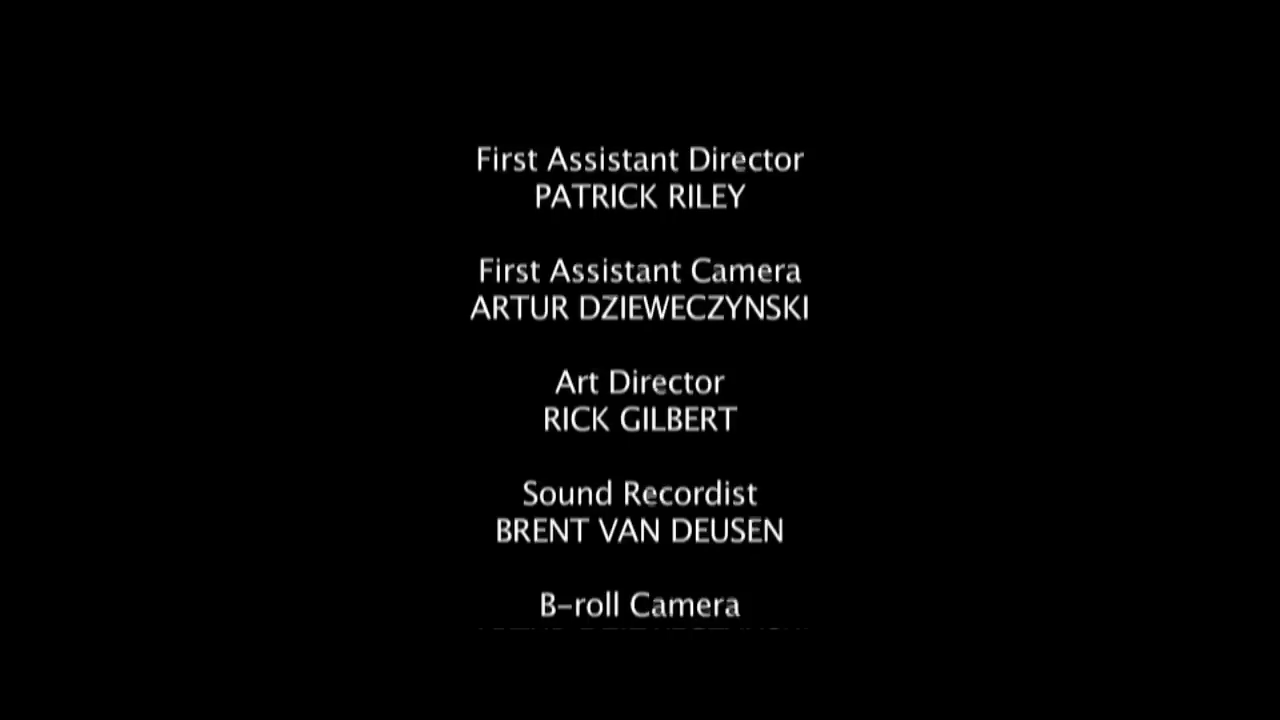 First Assistant Director
PATRICK RILEY
First Assistant Camera
ARTUR DZIEWECZYNSKI
Art Director
RICK GILBERT
Sound Recordist
BRENT VAN DEUSEN
B-roll Camera